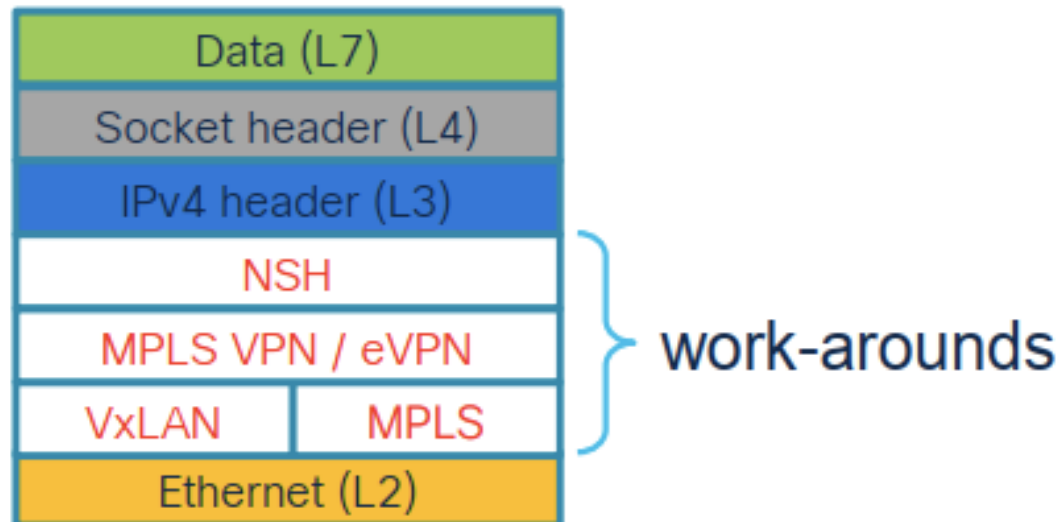 Data (L7)
Socket header (L4)
IPv4 header (L3)
NSH
MPLS VPN / eVPN
work-arounds
VxLAN
MPLS
Ethernet (L2)